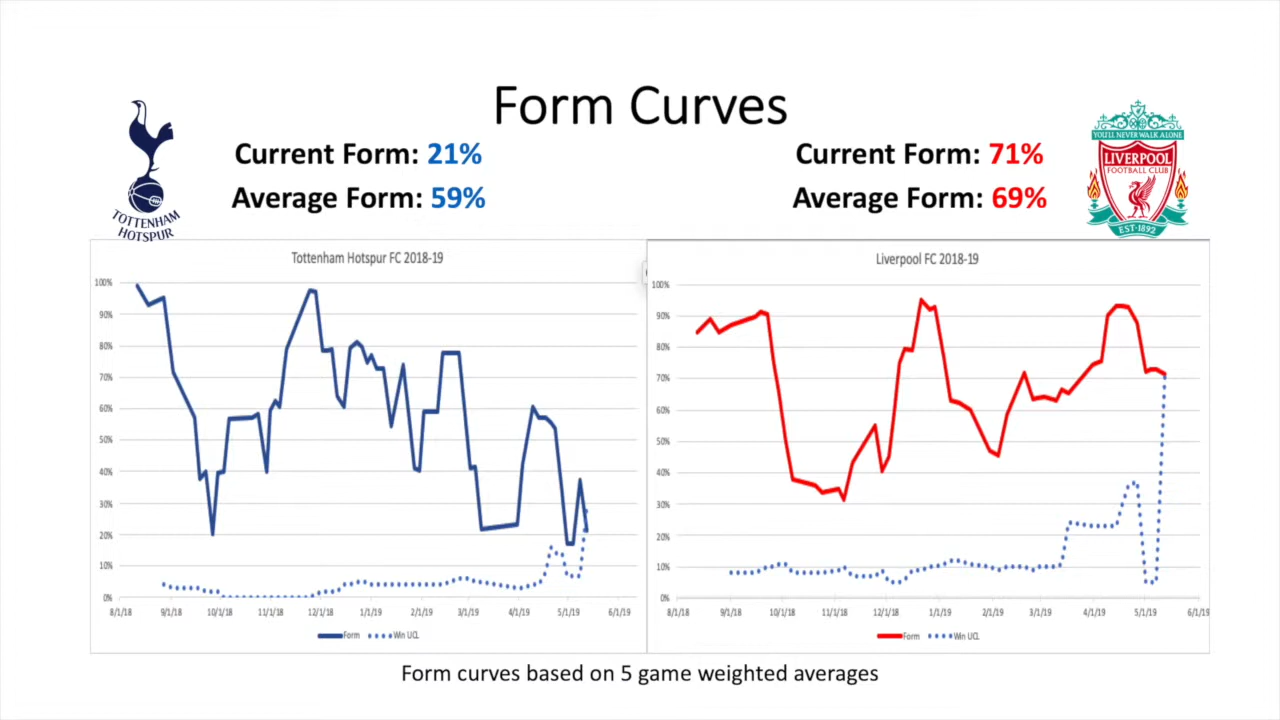 Form Curves
Current Form: 21%
Average Form: 59%
TOTTENHAM
HOTSPUR
Current Form: 71%
Average Form: 69%
YOU'LL NEVER WALK ALONE
LIVERPOOL
FOOTBALL CLUB
EST·1892
Tottenham Hotspur FC 2018-19
100%
90%
80%
70%
60%
50%
40%
30%
20%
10%
0%
8/1/18 9/1/18 10/1/18 11/1/18 12/1/18 1/1/19 2/1/19 3/1/19 4/1/19 5/1/19 6/1/19
Form Win UCL
Liverpool FC 2018-19
100%
90%
80%
70%
60%
50%
40%
30%
20%
10%
0%
8/1/18 9/1/18 10/1/18 11/1/18 12/1/18 1/1/19 2/1/19 3/1/19 4/1/19 5/1/19 6/1/19
Form Win UCL
Form curves based on 5 game weighted averages